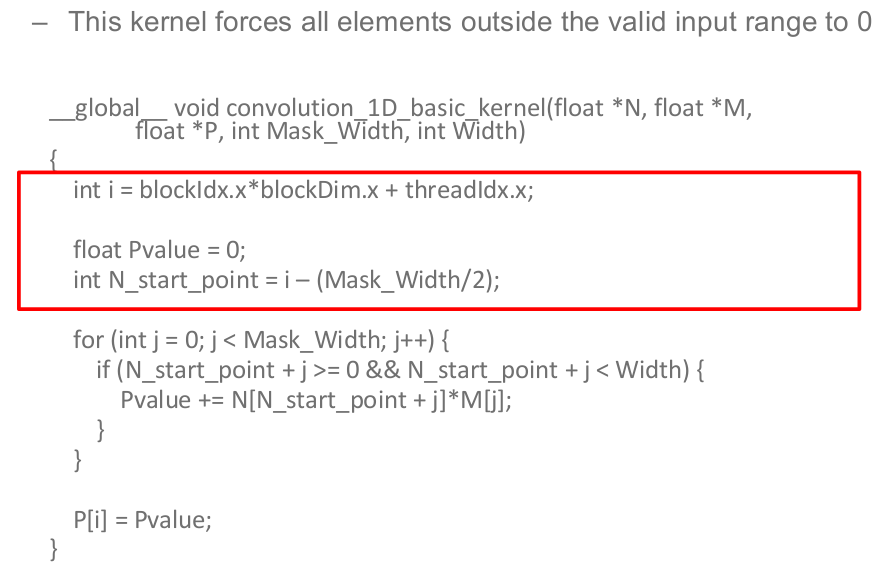 – This kernel forces all elements outside the valid input range to 0
__global__ void convolution_1D_basic_kernel(float *N, float *M,
float *P, int Mask_Width, int Width)
{
int i = blockIdx.x*blockDim.x + threadIdx.x;
float Pvalue = 0;
int N_start_point = i – (Mask_Width/2);
for (int j = 0; j < Mask_Width; j++) {
if (N_start_point + j >= 0 && N_start_point + j < Width) {
Pvalue += N[N_start_point + j]*M[j];
}
}
P[i] = Pvalue;
}